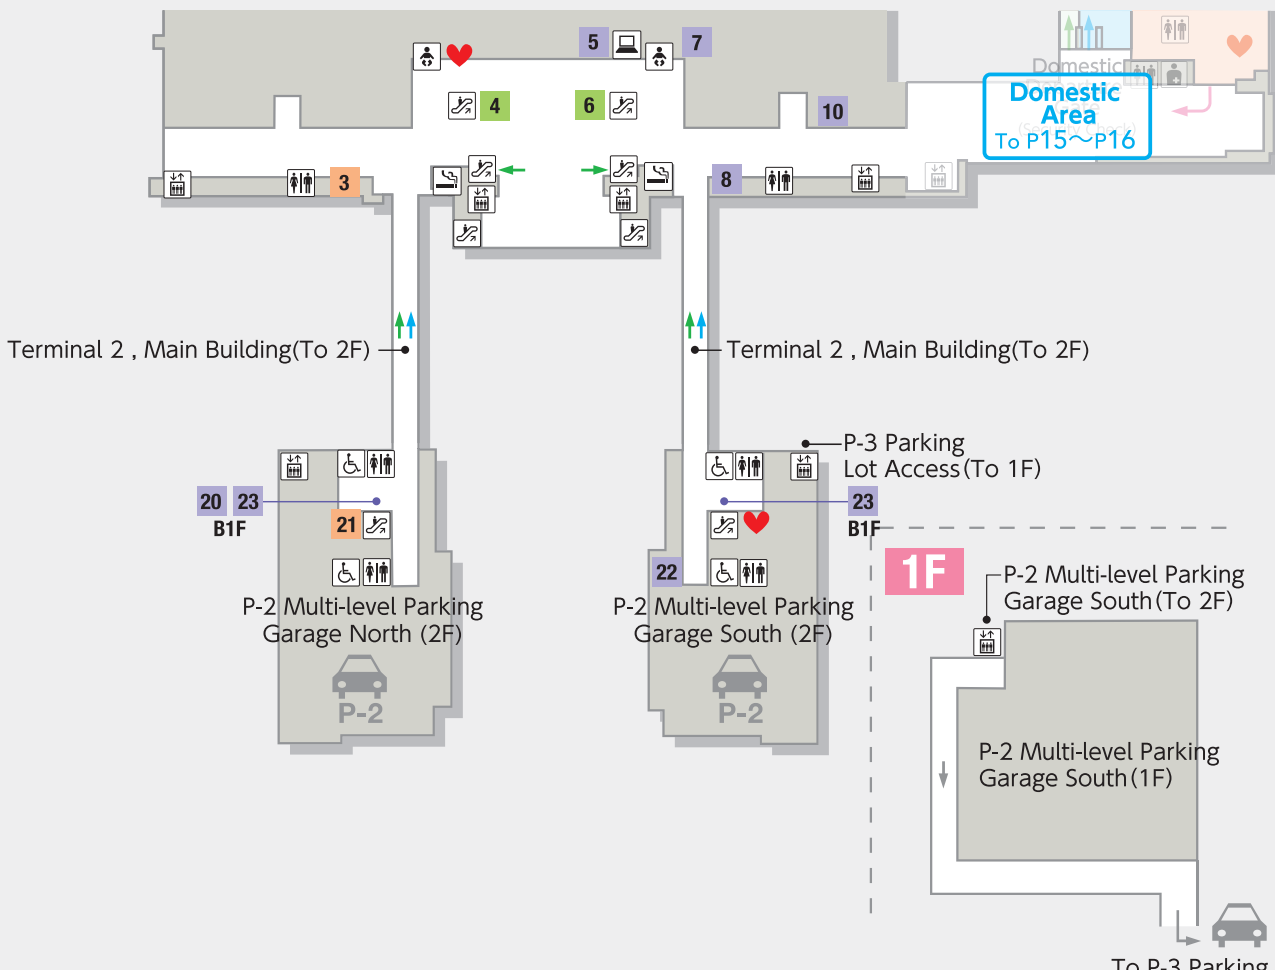 5
7
Domestic
4
6
10
Domestic
Area
To P15～P16
3
8
Terminal 2 , Main Building(To 2F)
Terminal 2 , Main Building(To 2F)
P-3 Parking
Lot Access(To 1F)
20 23
B1F
21
23
B1F
22
1F
P-2 Multi-level Parking
Garage North (2F)
P-2
P-2 Multi-level Parking
Garage South (2F)
P-2
P-2 Multi-level Parking
Garage South(To 2F)
P-2 Multi-level Parking
Garage South(1F)
To P-3 Parking